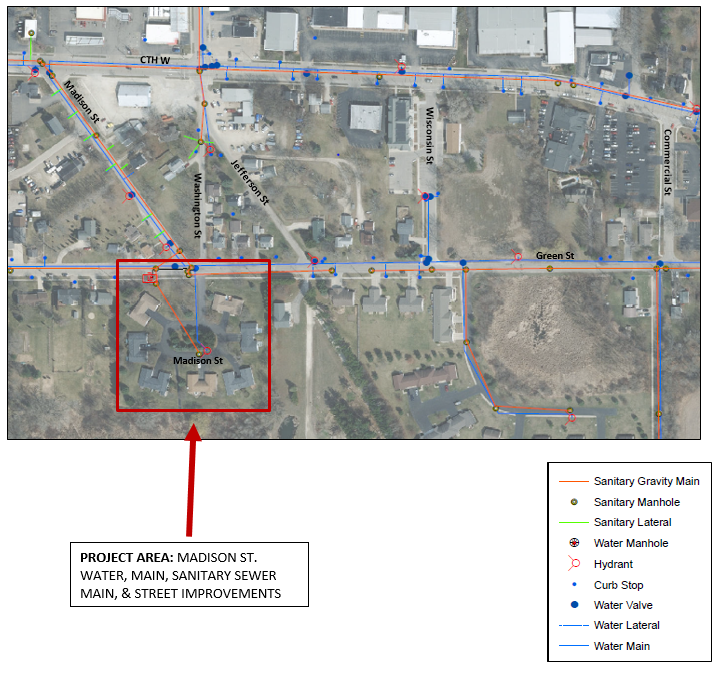 CTH W
Madison St
Wisconsin St
Commercial St
Jefferson St
Washington St
Green St
Madison St
PROJECT AREA: MADISON ST.
WATER, MAIN, SANITARY SEWER
MAIN, & STREET IMPROVEMENTS
Sanitary Gravity Main
Sanitary Manhole
Sanitary Lateral
Water Manhole
Hydrant
Curb Stop
Water Valve
Water Lateral
Water Main